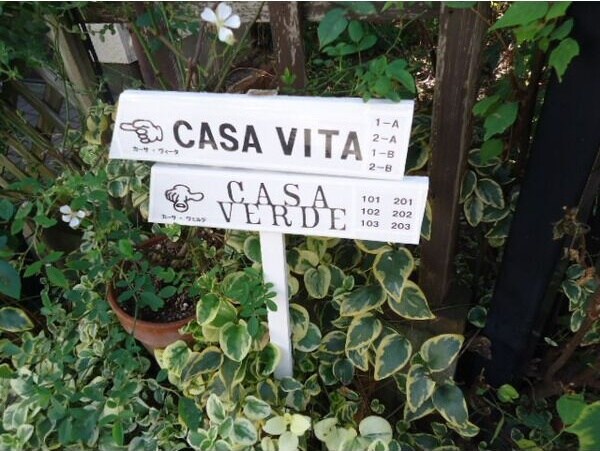 CASA VITA
カーサ・ヴィータ
1-A
2-A
1-B
2-B
CASA
VERDE
カーサ・ヴェルデ
101 201
102 202
103 203